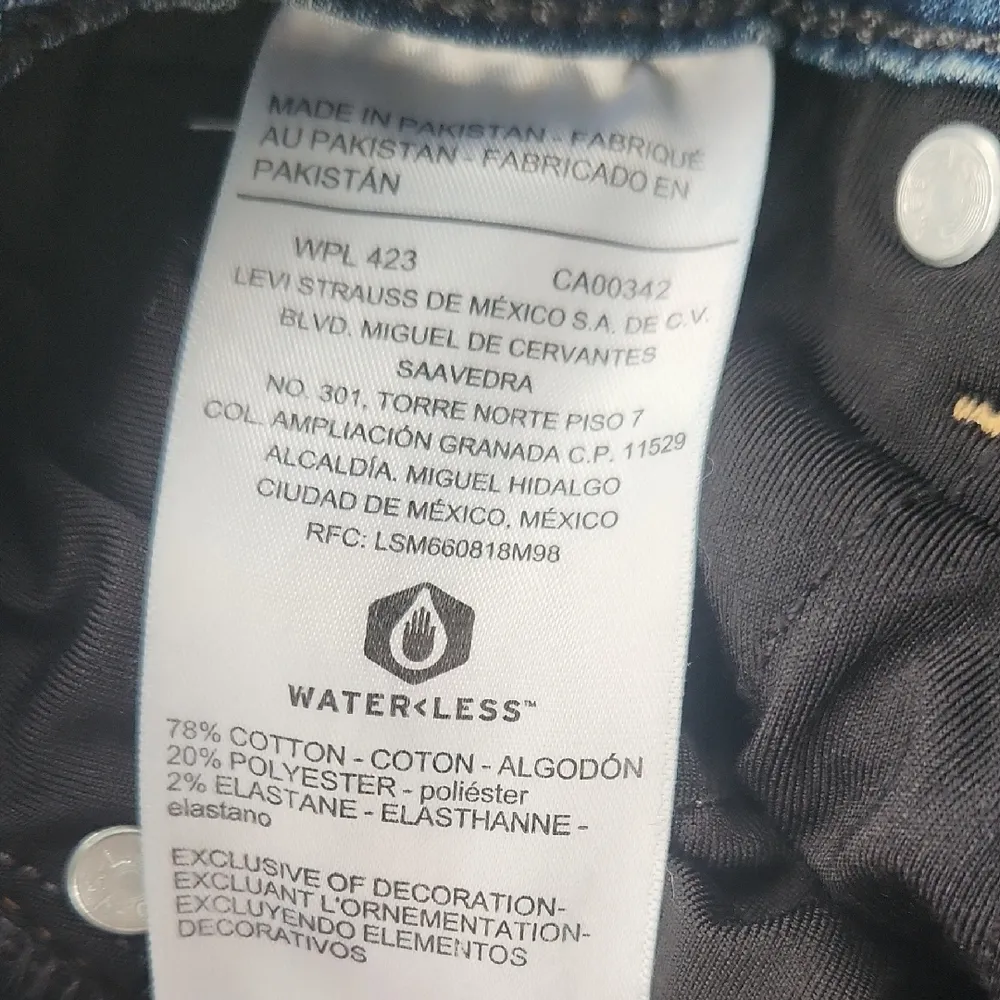 MADE IN PAKISTAN - FABRIQUÉ
AU PAKISTAN - FABRICADO EN
PAKISTÁN
WPL 423 CA00342
LEVI STRAUSS DE MÉXICO S.A. DE C.V.
BLVD. MIGUEL DE CERVANTES
SAAVEDRA
NO. 301, TORRE NORTE PISO 7
COL. AMPLIACIÓN GRANADA C.P. 11529
ALCALDÍA. MIGUEL HIDALGO
CIUDAD DE MÉXICO, MÉXICO
RFC: LSM660818M98
WATER<LESS™
78% COTTON - COTON - ALGODÓN
20% POLYESTER - poliéster
2% ELASTANE - ELASTHANNE -
elastano
EXCLUSIVE OF DECORATION-
EXCLUANT L'ORNEMENTATION-
EXCLUYENDO ELEMENTOS
DECORATIVOS